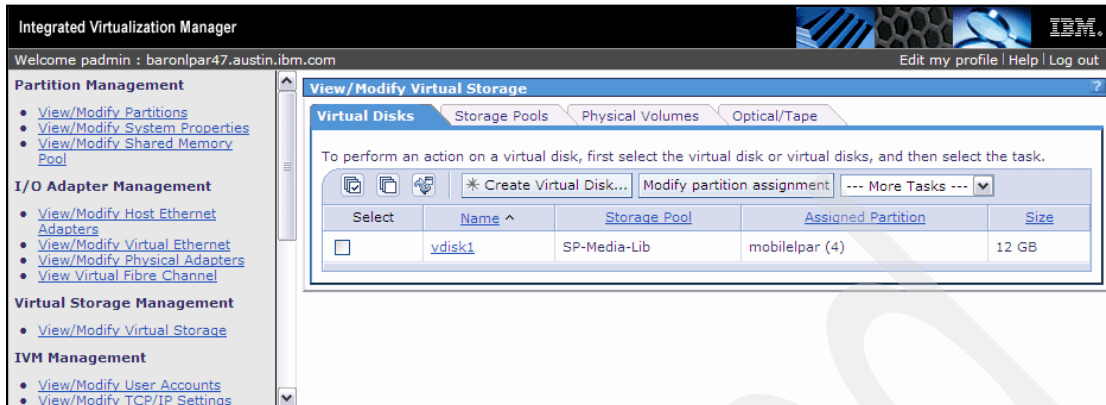 Integrated Virtualization Manager
IBM.
Welcome padmin : baronlpar47.austin.ibm.com
Edit my profile | Help | Log out
Partition Management
View/Modify Partitions
View/Modify System Properties
View/Modify Shared Memory
Pool
I/O Adapter Management
View/Modify Host Ethernet
Adapters
View/Modify Virtual Ethernet
View/Modify Physical Adapters
View Virtual Fibre Channel
Virtual Storage Management
View/Modify Virtual Storage
IVM Management
View/Modify User Accounts
View/Modify TCP/IP Settings
View/Modify Virtual Storage ?
Virtual Disks Storage Pools Physical Volumes Optical/Tape
To perform an action on a virtual disk, first select the virtual disk or virtual disks, and then select the task.
Create Virtual Disk... Modify partition assignment --- More Tasks ---
Select Name Storage Pool Assigned Partition Size
vdisk1 SP-Media-Lib mobilelpar (4) 12 GB